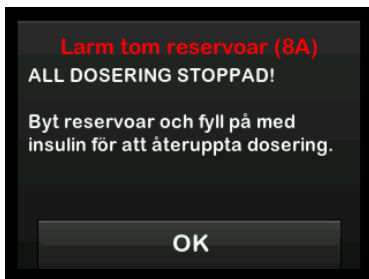 Larm tom reservoar (8A)
ALL DOSERING STOPPAD!
Byt reservoar och fyll på med
insulin för att återuppta dosering.
OK